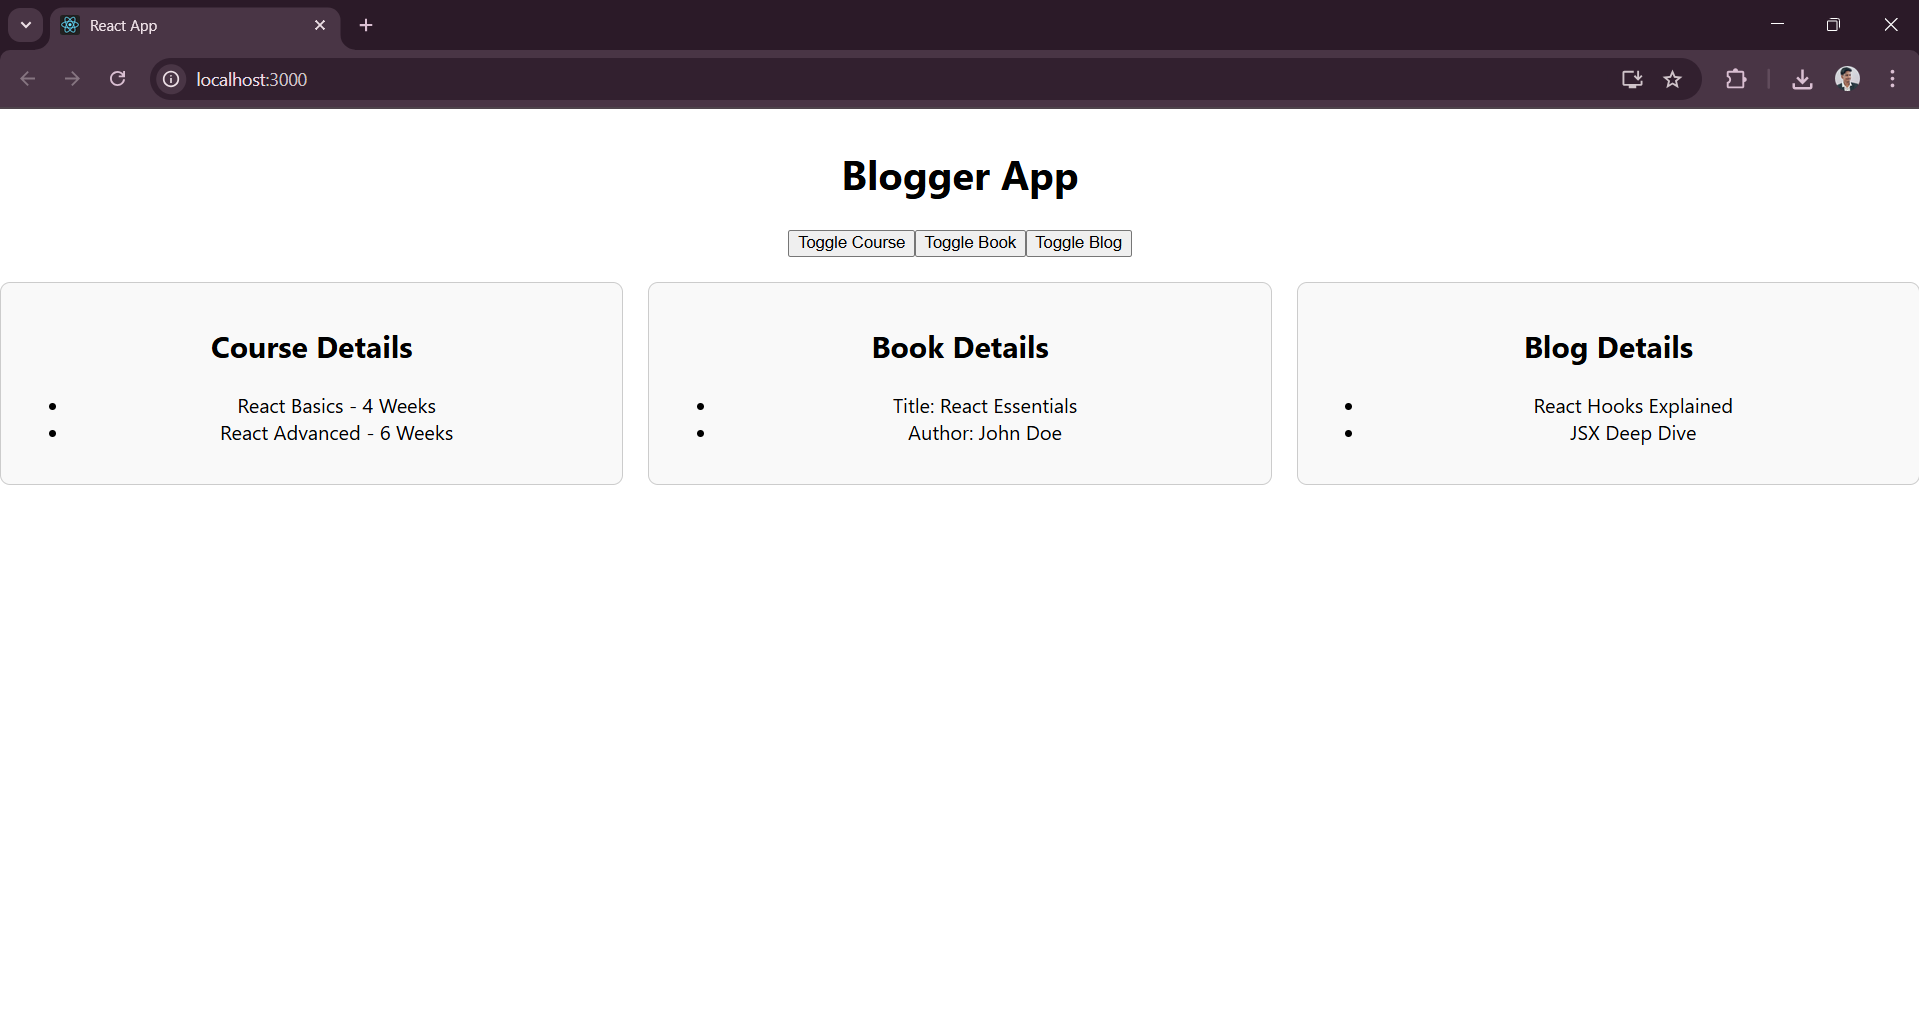 React App
localhost:3000
Blogger App
Toggle Course Toggle Book Toggle Blog
Course Details
React Basics - 4 Weeks
React Advanced - 6 Weeks
Book Details
Title: React Essentials
Author: John Doe
Blog Details
React Hooks Explained
JSX Deep Dive